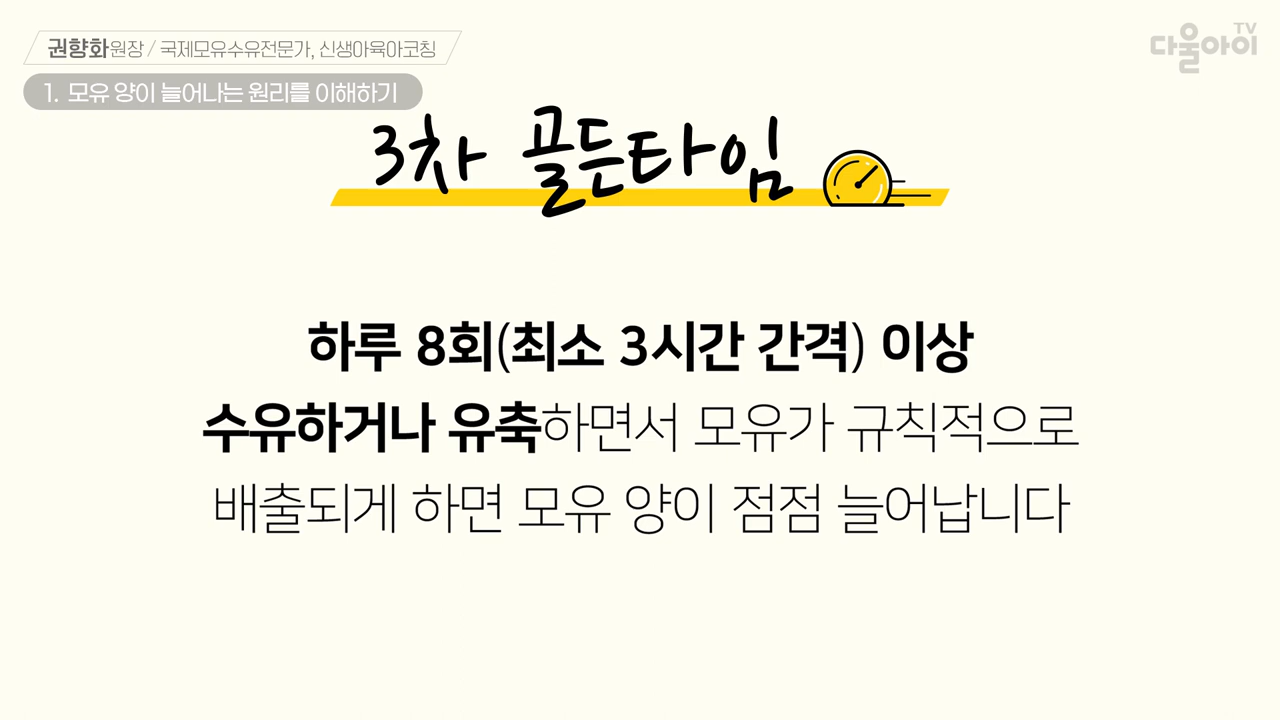 권향화원장 / 국제모유수유전문가, 신생아육아코칭
다울아이 TV
1. 모유 양이 늘어나는 원리를 이해하기
3차 골든타임
하루 8회(최소 3시간 간격) 이상
수유하거나 유축하면서 모유가 규칙적으로
배출되게 하면 모유 양이 점점 늘어납니다